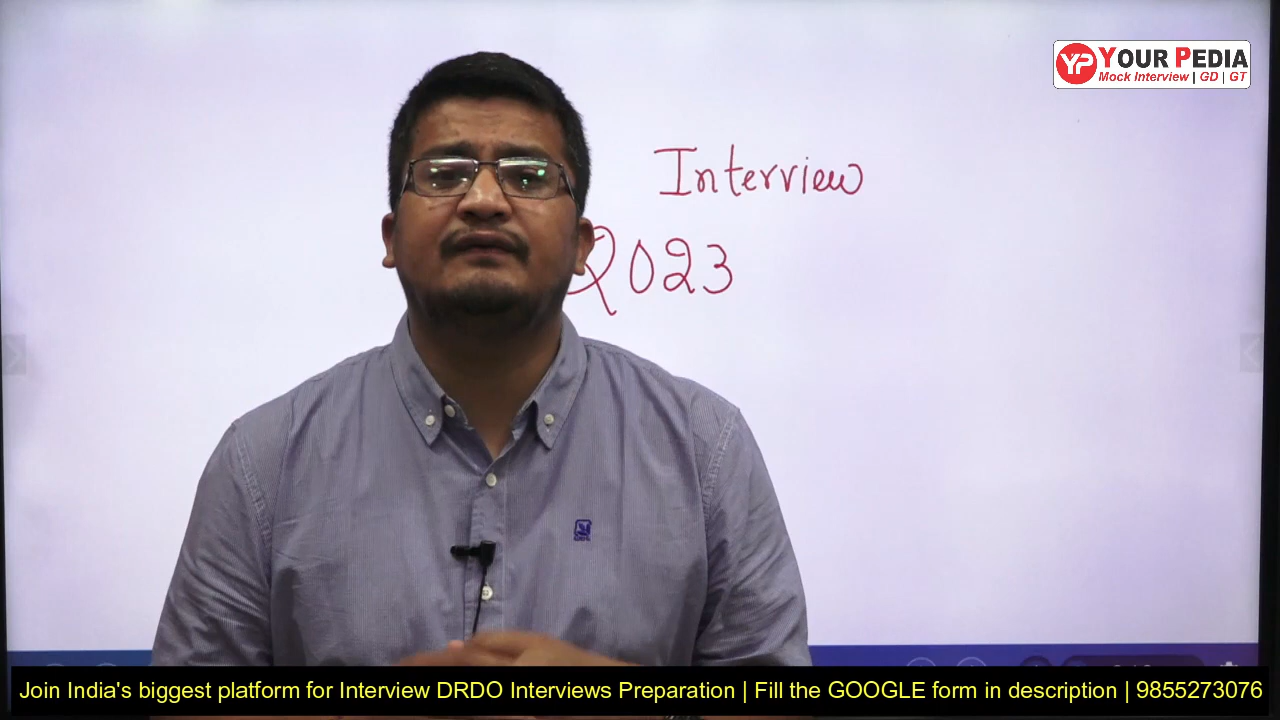 YP YOUR PEDIA
Mock Interview | GD | GT
Interview
2023
Join India's biggest platform for Interview DRDO Interviews Preparation | Fill the GOOGLE form in description | 9855273076